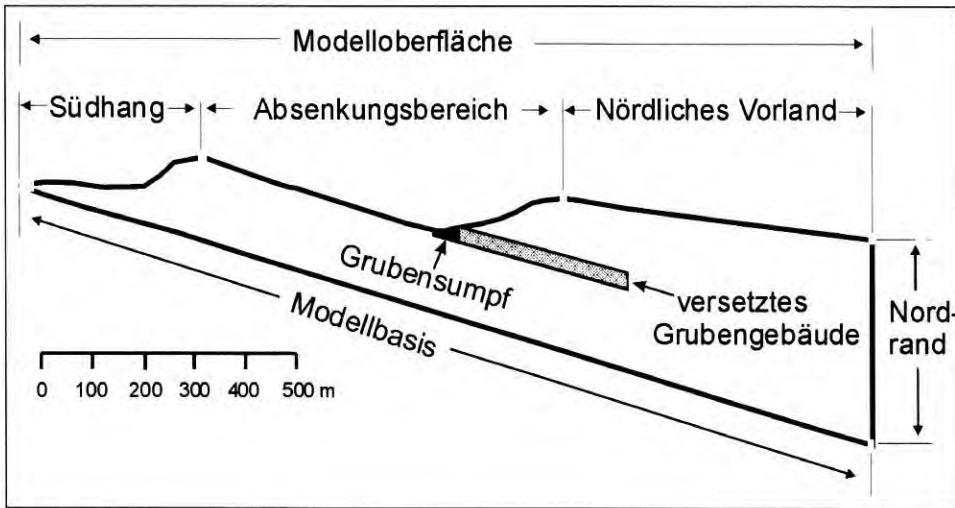 Modelloberfläche
Südhang
Absenkungsbereich
Nördliches Vorland
Grubensumpf
versetztes
Grubengebäude
Nord-
rand
Modellbasis
0 100 200 300 400 500 m